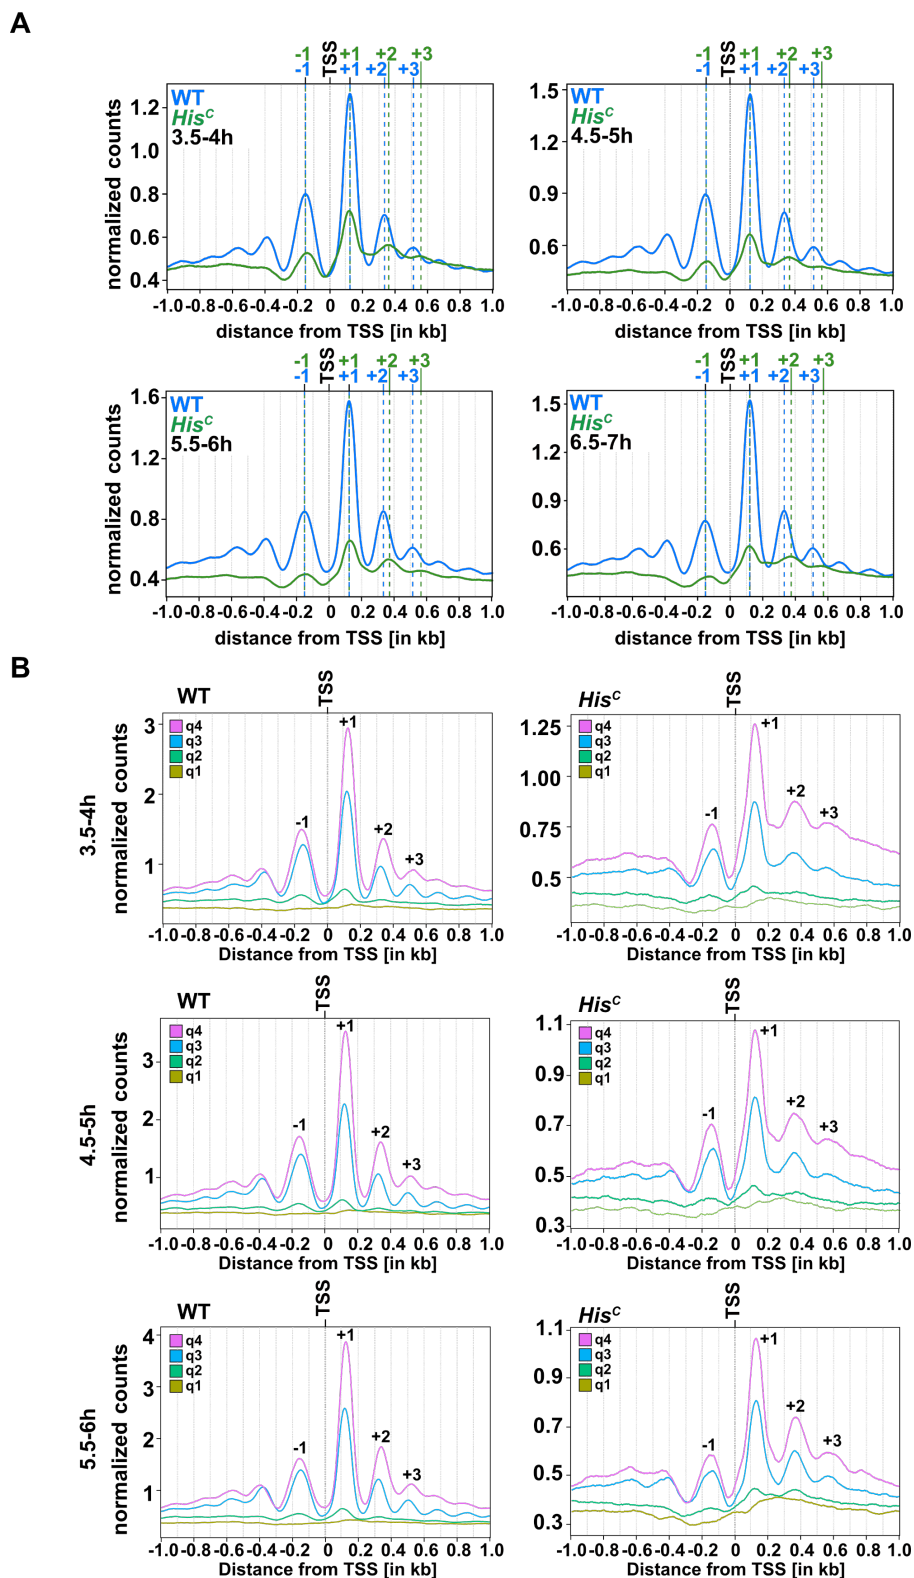 A
-1 TSS +1 +2 +3
-1 +1 +2 +3
WT
HisC
3.5-4h
normalized counts
1.2
1.0
0.8
0.6
0.4
-1.0 -0.8 -0.6 -0.4 -0.2 0 0.2 0.4 0.6 0.8 1.0
distance from TSS [in kb]
-1 TSS +1 +2 +3
-1 +1 +2 +3
WT
HisC
4.5-5h
1.5
1.2
0.9
0.6
-1.0 -0.8 -0.6 -0.4 -0.2 0 0.2 0.4 0.6 0.8 1.0
distance from TSS [in kb]
-1 TSS +1 +2 +3
-1 +1 +2 +3
WT
HisC
5.5-6h
normalized counts
1.6
1.2
0.8
0.4
-1.0 -0.8 -0.6 -0.4 -0.2 0 0.2 0.4 0.6 0.8 1.0
distance from TSS [in kb]
-1 TSS +1 +2 +3
-1 +1 +2 +3
WT
HisC
6.5-7h
1.5
1.2
0.9
0.6
-1.0 -0.8 -0.6 -0.4 -0.2 0 0.2 0.4 0.6 0.8 1.0
distance from TSS [in kb]
B
3.5-4h
normalized counts
WT
TSS
q4
q3
q2
q1
-1 +1 +2 +3
3
2
1
-1.0 -0.8 -0.6 -0.4 -0.2 0 0.2 0.4 0.6 0.8 1.0
Distance from TSS [in kb]
HisC
TSS
q4
q3
q2
q1
-1 +1 +2 +3
1.25
1.00
0.75
0.5
-1.0 -0.8 -0.6 -0.4 -0.2 0 0.2 0.4 0.6 0.8 1.0
Distance from TSS [in kb]
4.5-5h
normalized counts
WT
TSS
q4
q3
q2
q1
-1 +1 +2 +3
3
2
1
-1.0 -0.8 -0.6 -0.4 -0.2 0 0.2 0.4 0.6 0.8 1.0
Distance from TSS [in kb]
HisC
TSS
q4
q3
q2
q1
-1 +1 +2 +3
1.1
0.9
0.7
0.5
0.3
-1.0 -0.8 -0.6 -0.4 -0.2 0 0.2 0.4 0.6 0.8 1.0
Distance from TSS [in kb]
5.5-6h
normalized counts
WT
TSS
q4
q3
q2
q1
-1 +1 +2 +3
4
3
2
1
-1.0 -0.8 -0.6 -0.4 -0.2 0 0.2 0.4 0.6 0.8 1.0
Distance from TSS [in kb]
HisC
TSS
q4
q3
q2
q1
-1 +1 +2 +3
1.1
0.9
0.7
0.5
0.3
-1.0 -0.8 -0.6 -0.4 -0.2 0 0.2 0.4 0.6 0.8 1.0
Distance from TSS [in kb]